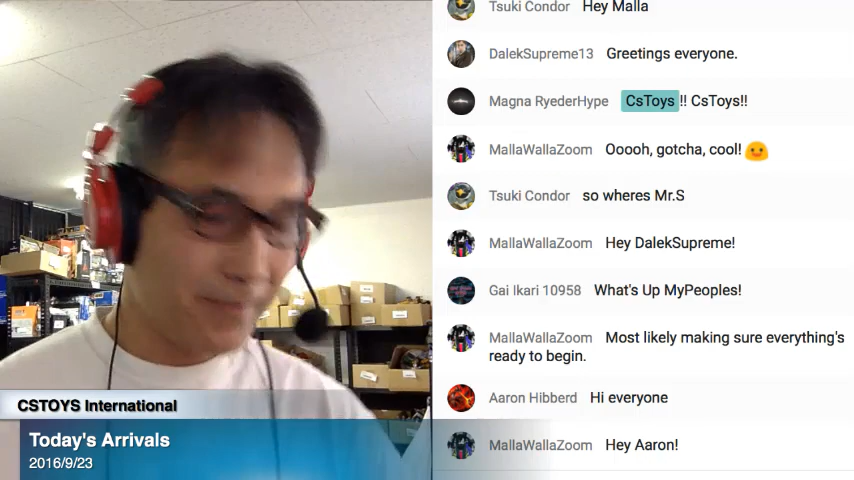 Tsuki Condor Hey Malla
DalekSupreme13 Greetings everyone.
Magna RyederHype CsToys!! CsToys!!
MallaWallaZoom Ooooh, gotcha, cool!
Tsuki Condor so wheres Mr.S
MallaWallaZoom Hey DalekSupreme!
Gai Ikari 10958 What's Up MyPeoples!
MallaWallaZoom Most likely making sure everything's
ready to begin.
Aaron Hibberd Hi everyone
MallaWallaZoom Hey Aaron!
CSTOYS International
Today's Arrivals
2016/9/23